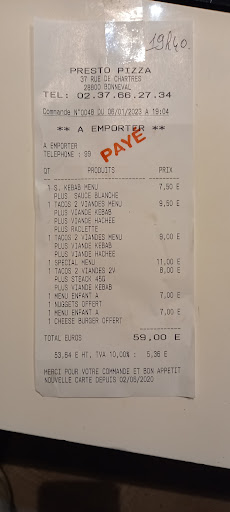 19h40
PRESTO PIZZA
37 RUE DE CHARTRES
28800 BONNEVAL
TEL: 02.37.66.27.34
Commande N°0048 DU 06/01/2023 A 19:04
** A EMPORTER **
A EMPORTER
TELEPHONE : 99
PAYE
QT PRODUITS PRIX
1 S. KEBAB MENU 7,50 E
PLUS SAUCE BLANCHE
1 TACOS 2 VIANDES MENU 9,50 E
PLUS VIANDE KEBAB
PLUS VIANDE HACHEE
PLUS RACLETTE
1 TACOS 2 VIANDES MENU 9,00 E
PLUS VIANDE KEBAB
PLUS VIANDE HACHEE
1 SPECIAL MENU 11,00 E
1 TACOS 2 VIANDES 2V 8,00 E
PLUS STEACK 45G
PLUS VIANDE KEBAB
1 MENU ENFANT A 7,00 E
1 NUGGETS OFFERT
1 MENU ENFANT A 7,00 E
1 CHEESE BURGER OFFERT
TOTAL EUROS 59,00 E
53,64 E HT, TVA 10,00% : 5,36 E
MERCI POUR VOTRE COMMANDE ET BON APPETIT
NOUVELLE CARTE DEPUIS 02/06/2020